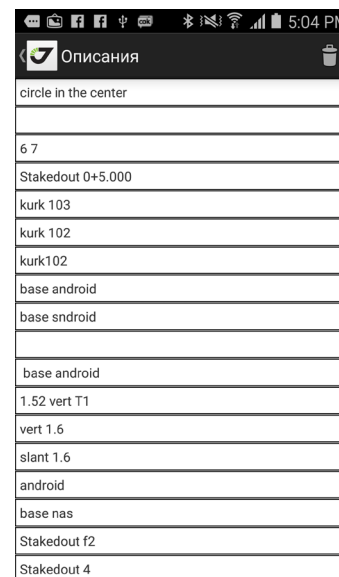 5:04 PM
Описания
circle in the center
6 7
Stakedout 0+5.000
kurk 103
kurk 102
kurk102
base android
base sndroid
base android
1.52 vert T1
vert 1.6
slant 1.6
android
base nas
Stakedout f2
Stakedout 4